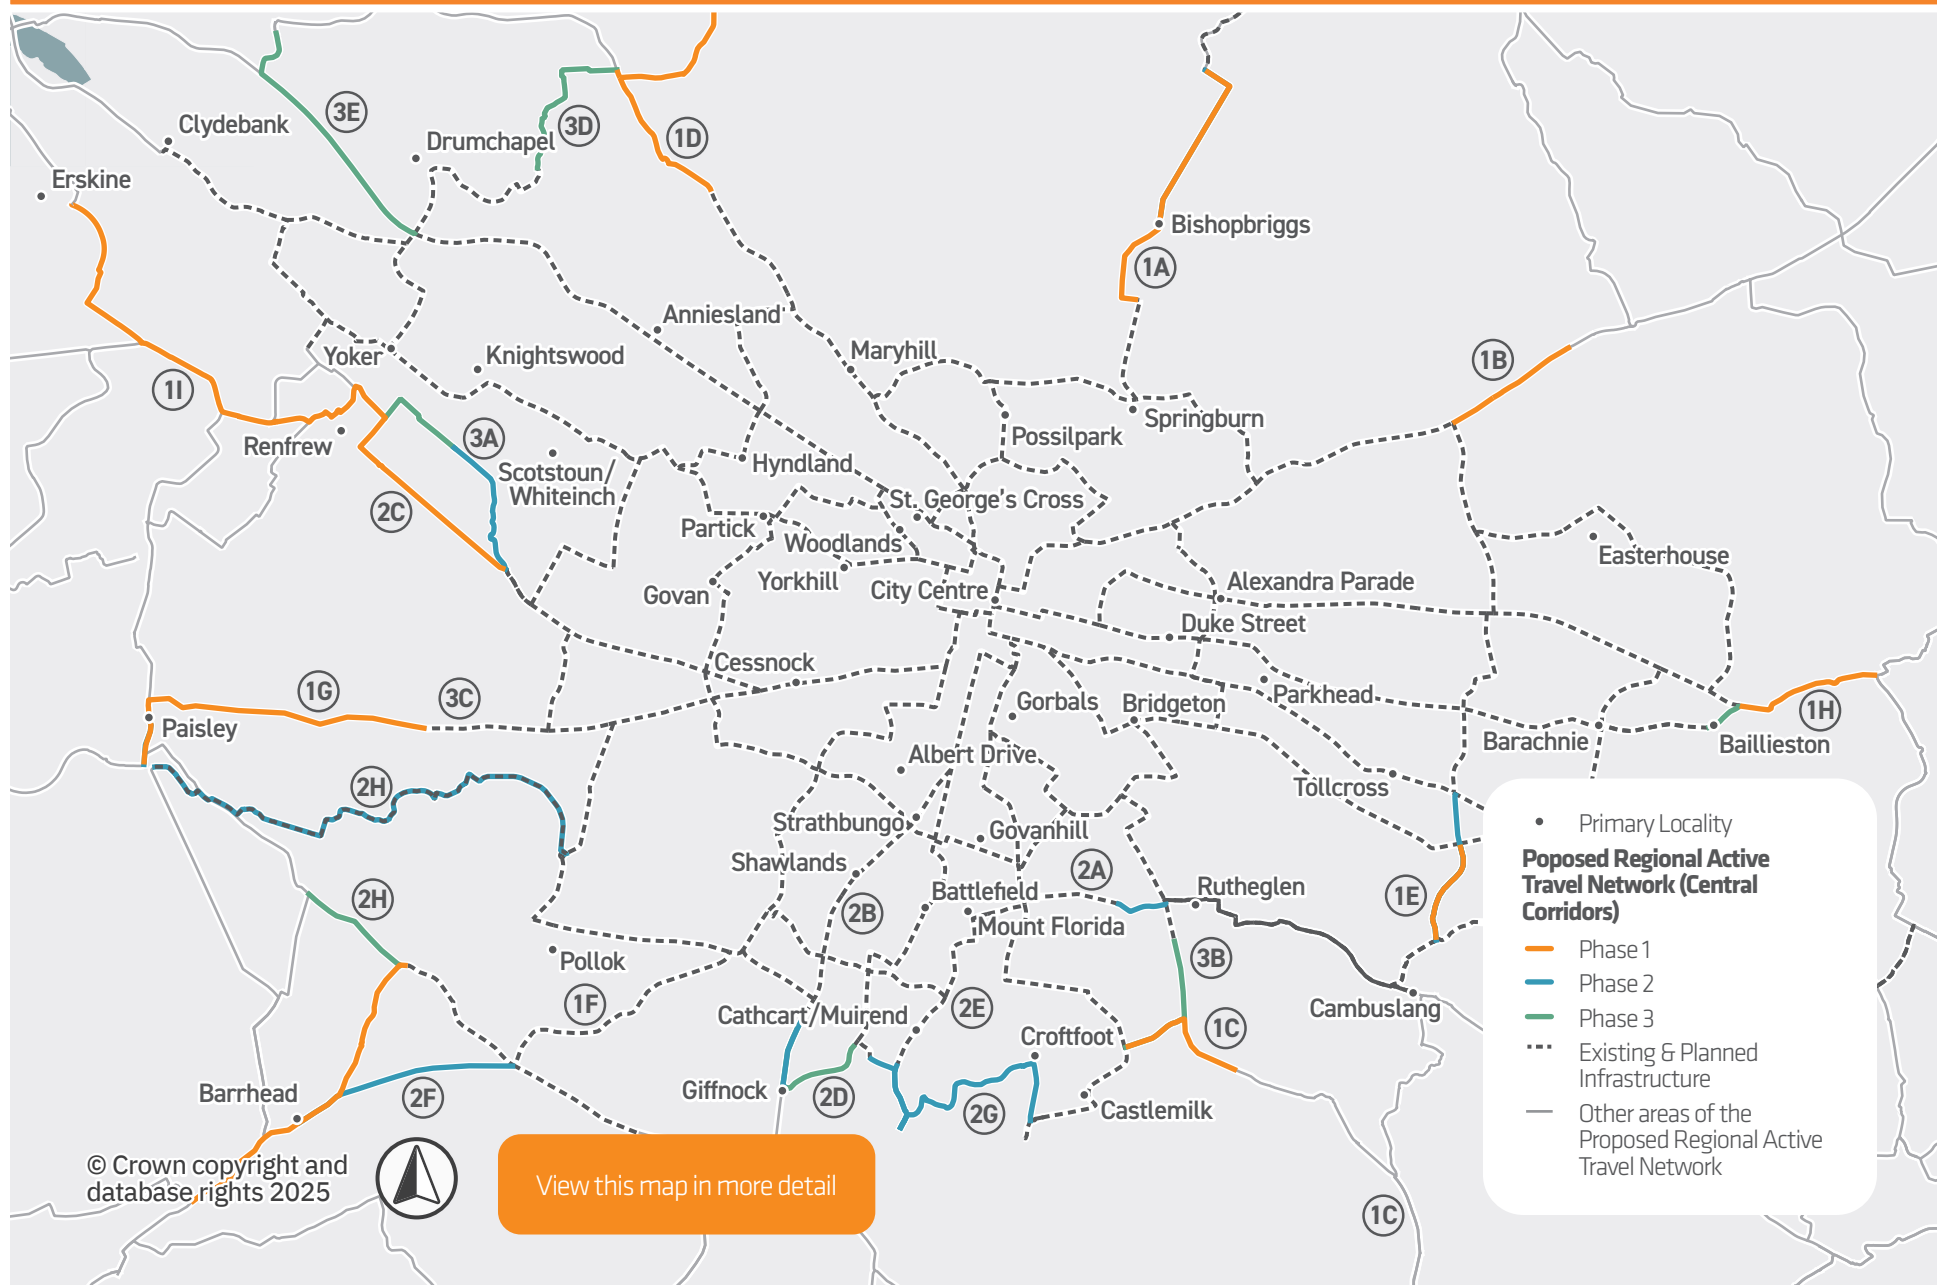 3E
Clydebank
Drumchapel
3D
1D
Erskine
Bishopbriggs
1A
Anniesland
Yoker
Knightswood
Maryhill
1B
1I
Renfrew
3A
Springburn
Possilpark
Scotstoun/
Whiteinch
Hyndland
2C
St. George's Cross
Partick
Woodlands
Easterhouse
Yorkhill
Govan
City Centre
Alexandra Parade
Duke Street
Cessnock
1G
3C
Gorbals
Bridgeton
Parkhead
1H
Paisley
Barachnie
Baillieston
Albert Drive
2H
Tollcross
Strathbungo
Govanhill
Shawlands
2A
2H
Battlefield
Rutheglen
1E
2B
Mount Florida
Pollok
3B
1F
Cathcart/Muirend
2E
Cambuslang
Croftfoot
1C
Giffnock
2D
Barrhead
2F
2G
Castlemilk
1C
© Crown copyright and
database rights 2025
View this map in more detail
Primary Locality
Poposed Regional Active
Travel Network (Central
Corridors)
Phase 1
Phase 2
Phase 3
Existing & Planned
Infrastructure
Other areas of the
Proposed Regional Active
Travel Network